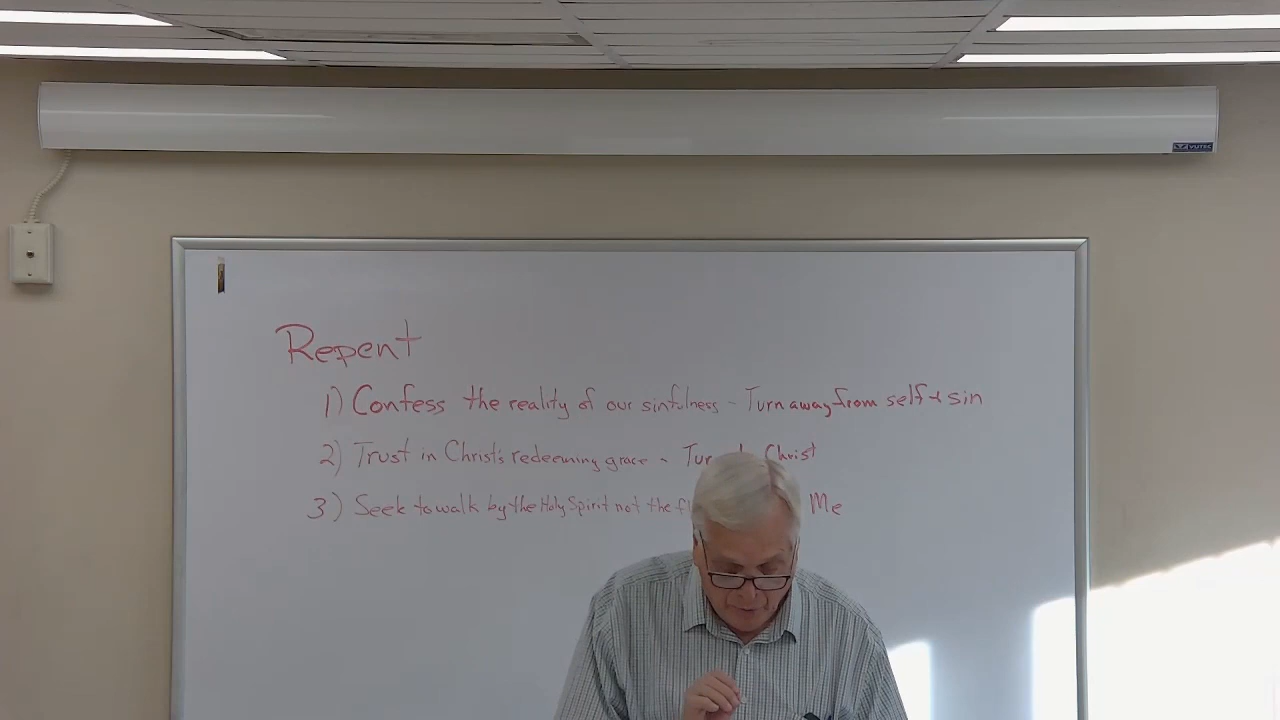 VUTEC
Repent
1) Confess the reality of our sinfulness - Turn away from self & sin
2) Trust in Christ's redeeming grace - Christ
3) Seek to walk by the Holy Spirit not the Me